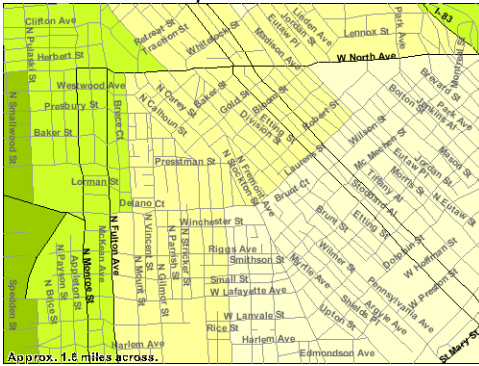 Clifton Ave
Retreat St
Traction St
Whitelock St
Linden Ave
Jordan St
Eutaw Pl
Madison Ave
Lennox St
Park Ave
I-83
N Pulaski St
Herbert St
W North Ave
Montreal St
Westwood Ave
N Smallwood St
Presbury St
Bruce Ct
N Carey St
Baker St
Gold St
Bloom St
Brevard St
Bolton St
Park Ave
Jenkins Al
N Calhoun St
Etting St
Division St
Robert St
Baker St
Wilson St
Mason St
Presstman St
Laurens St
Mc Mechen St
Jordan St
Eutaw Pl
Morris St
Tiffany Al
Stoddard Al
N Eutaw St
Lorman St
N Fremont Ave
N Stockton St
Brunt Ct
Delano Ct
Winchester St
Brunt St
Etting St
Dolphin St
W Hoffman St
N Fulton Ave
McKean Ave
N Vincent St
N Parrish St
N Stricker St
N Gilmor St
N Mount St
Riggs Ave
Smithson St
Wilmer St
Myrtle Ave
N Monroe St
N Payson St
Appleton St
N Brice St
Spedden St
Small St
W Lafayette Ave
Pennsylvania Ave
W Preston St
Argyle Ave
Shields Pl
Upton St
W Lanvale St
Rice St
Harlem Ave
Harlem Ave
Edmondson Ave
St Mary St
Approx. 1.6 miles across.